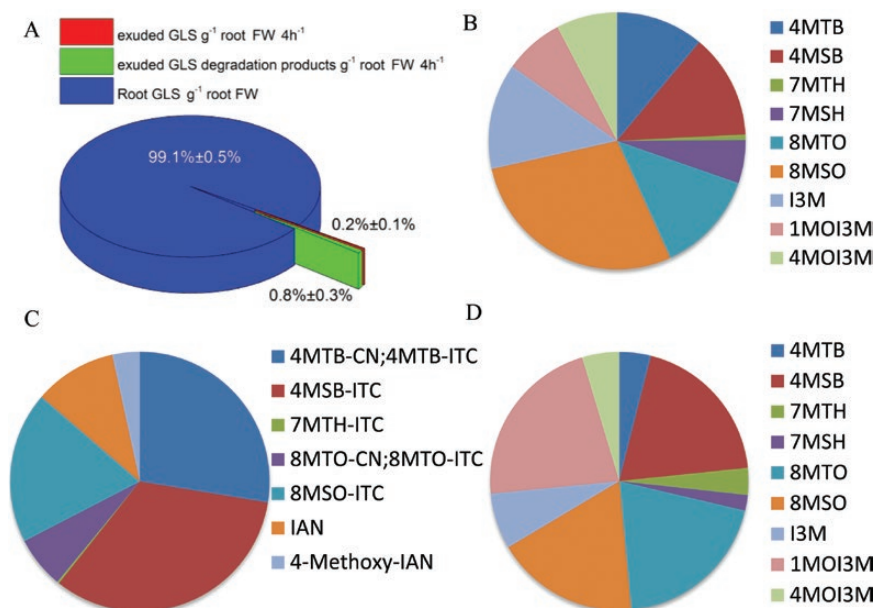 A
exuded GLS g⁻¹ root FW 4h⁻¹
exuded GLS degradation products g⁻¹ root FW 4h⁻¹
Root GLS g⁻¹ root FW
99.1%±0.5%
0.2%±0.1%
0.8%±0.3%
B
4MTB
4MSB
7MTH
7MSH
8MTO
8MSO
I3M
1MOI3M
4MOI3M
C
4MTB-CN;4MTB-ITC
4MSB-ITC
7MTH-ITC
8MTO-CN;8MTO-ITC
8MSO-ITC
IAN
4-Methoxy-IAN
D
4MTB
4MSB
7MTH
7MSH
8MTO
8MSO
I3M
1MOI3M
4MOI3M